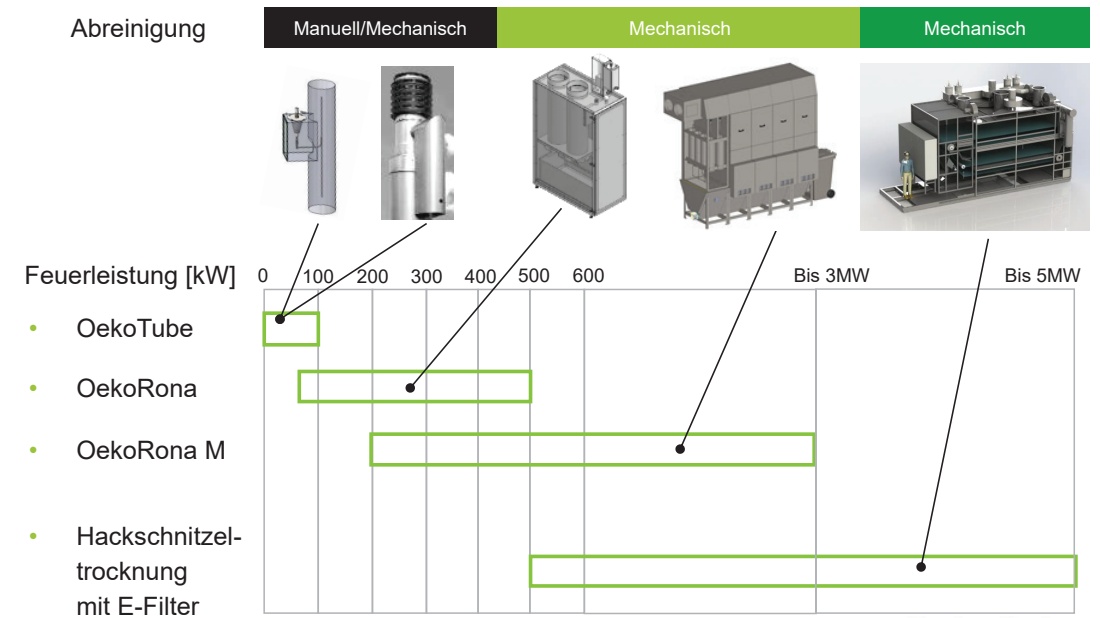 Abreinigung
Manuell/Mechanisch
Mechanisch
Mechanisch
Feuerleistung [kW]
0 100 200 300 400 500 600 Bis 3MW Bis 5MW
• OekoTube
• OekoRona
• OekoRona M
• Hackschnitzel-
trocknung
mit E-Filter